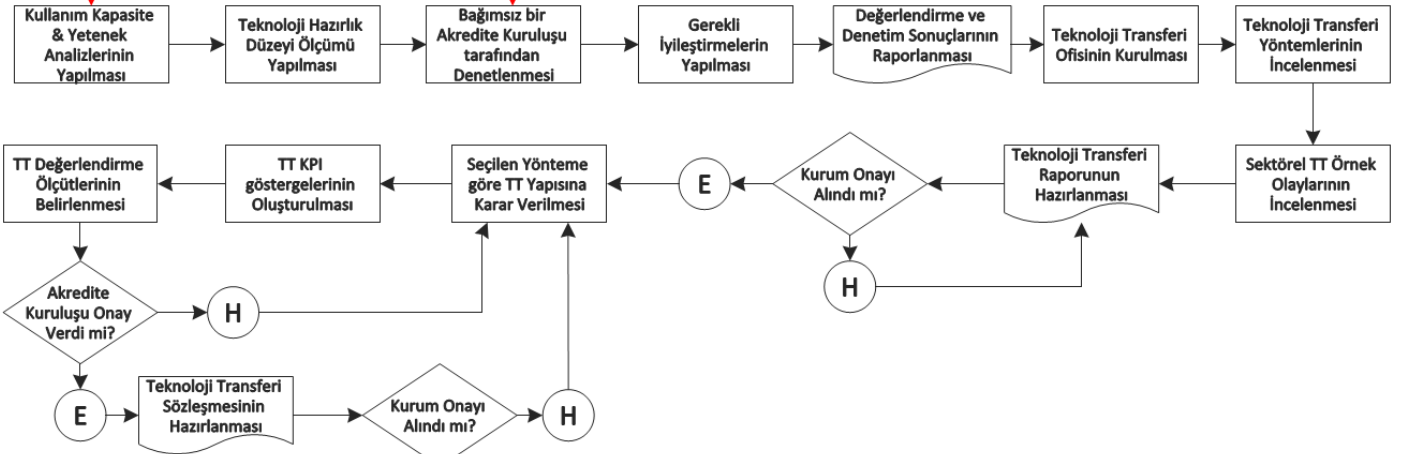 Kullanım Kapasite
& Yetenek
Analizlerinin
Yapılması
Teknoloji Hazırlık
Düzeyi Ölçümü
Yapılması
Bağımsız bir
Akredite Kuruluşu
tarafından
Denetlenmesi
Gerekli
İyileştirmelerin
Yapılması
Değerlendirme ve
Denetim Sonuçlarının
Raporlanması
Teknoloji Transferi
Ofisinin Kurulması
Teknoloji Transferi
Yöntemlerinin
İncelenmesi
Sektörel TT Örnek
Olaylarının
İncelenmesi
Teknoloji Transferi
Raporunun
Hazırlanması
Kurum Onayı
Alındı mı?
H
E
Seçilen Yönteme
göre TT Yapısına
Karar Verilmesi
TT KPI
göstergelerinin
Oluşturulması
TT Değerlendirme
Ölçütlerinin
Belirlenmesi
Akredite
Kuruluşu Onay
Verdi mi?
H
E
Teknoloji Transferi
Sözleşmesinin
Hazırlanması
Kurum Onayı
Alındı mı?
H